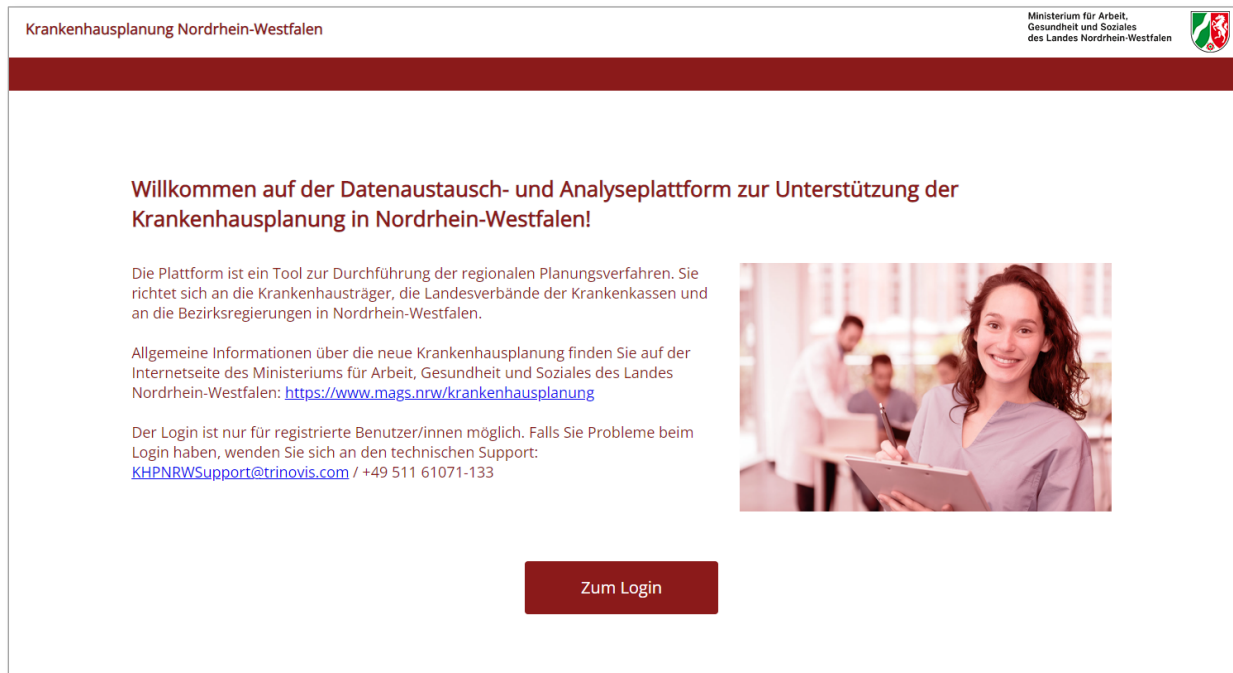 Krankenhausplanung Nordrhein-Westfalen
Ministerium für Arbeit,
Gesundheit und Soziales
des Landes Nordrhein-Westfalen
Willkommen auf der Datenaustausch- und Analyseplattform zur Unterstützung der
Krankenhausplanung in Nordrhein-Westfalen!
Die Plattform ist ein Tool zur Durchführung der regionalen Planungsverfahren. Sie
richtet sich an die Krankenhausträger, die Landesverbände der Krankenkassen und
an die Bezirksregierungen in Nordrhein-Westfalen.
Allgemeine Informationen über die neue Krankenhausplanung finden Sie auf der
Internetseite des Ministeriums für Arbeit, Gesundheit und Soziales des Landes
Nordrhein-Westfalen: https://www.mags.nrw/krankenhausplanung
Der Login ist nur für registrierte Benutzer/innen möglich. Falls Sie Probleme beim
Login haben, wenden Sie sich an den technischen Support:
KHPNRWSupport@trinovis.com / +49 511 61071-133
Zum Login